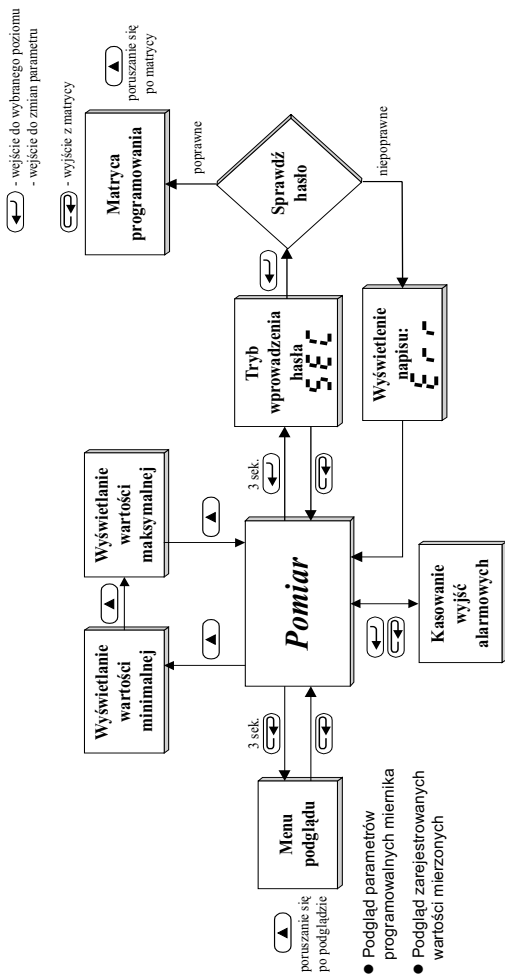 - wejście do wybranego poziomu
- wejście do zmian parametru
- wyjście z matrycy
poruszanie się
po matrycy
Matryca
programowania
poprawne
Sprawdź
hasło
niepoprawne
Tryb
wprowadzenia
hasła
SEC
Wyświetlenie
napisu:
Err
3 sek.
Wyświetlanie
wartości
maksymalnej
Wyświetlanie
wartości
minimalnej
Pomiar
Kasowanie
wyjść
alarmowych
3 sek.
Menu
podglądu
poruszanie się
po podglądzie
● Podgląd parametrów
programowalnych miernika
● Podgląd zarejestrowanych
wartości mierzonych